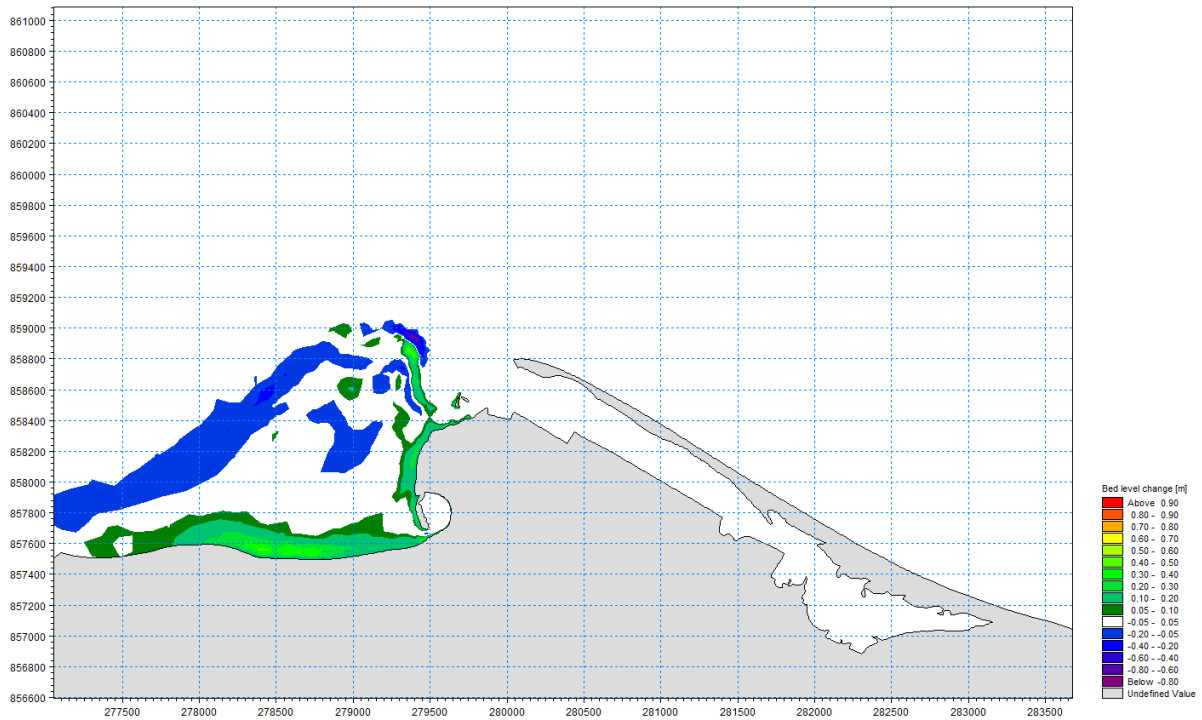 861000
860800
860600
860400
860200
860000
859800
859600
859400
859200
859000
858800
858600
858400
858200
858000
857800
857600
857400
857200
857000
856800
856600
277500 278000 278500 279000 279500 280000 280500 281000 281500 282000 282500 283000 283500
Bed level change [m]
Above 0.90
0.80 - 0.90
0.70 - 0.80
0.60 - 0.70
0.50 - 0.60
0.40 - 0.50
0.30 - 0.40
0.20 - 0.30
0.10 - 0.20
0.05 - 0.10
-0.05 - 0.05
-0.20 - -0.05
-0.40 - -0.20
-0.60 - -0.40
-0.80 - -0.60
Below -0.80
Undefined Value